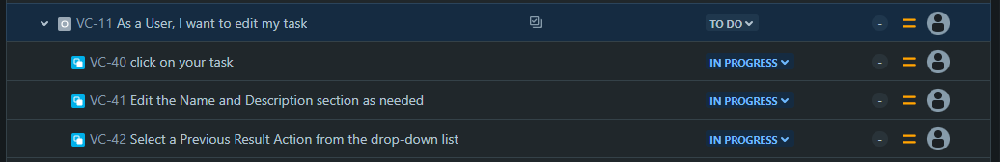 VC-11 As a User, I want to edit my task TO DO -
VC-40 click on your task IN PROGRESS -
VC-41 Edit the Name and Description section as needed IN PROGRESS -
VC-42 Select a Previous Result Action from the drop-down list IN PROGRESS -